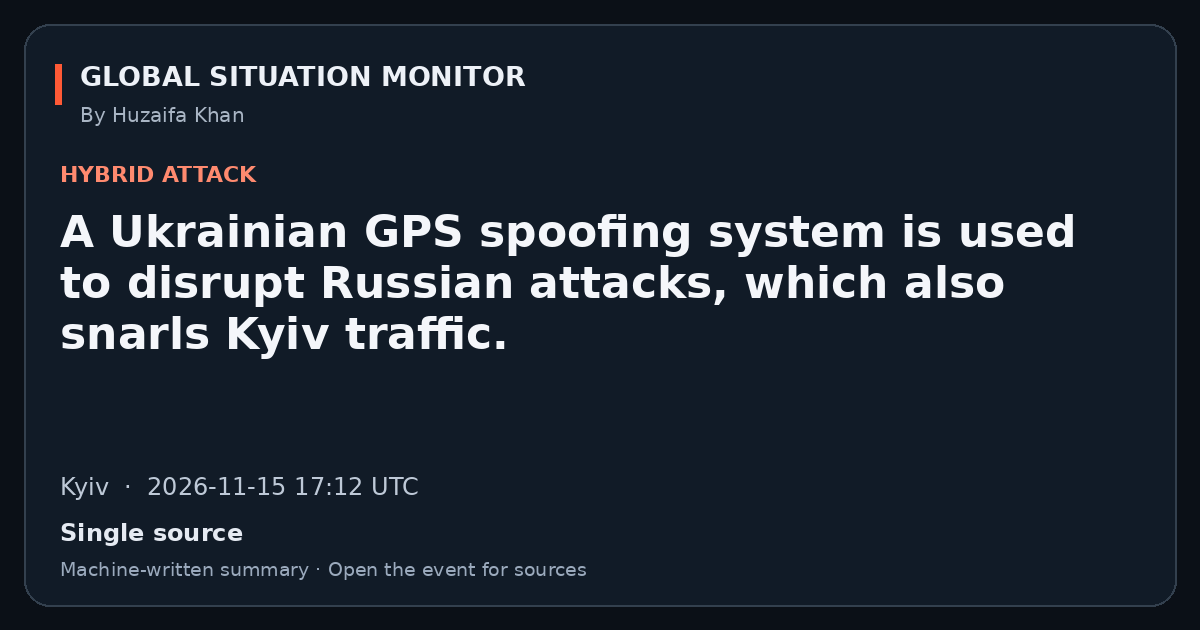 GLOBAL SITUATION MONITOR
By Huzaifa Khan
HYBRID ATTACK
A Ukrainian GPS spoofing system is used
to disrupt Russian attacks, which also
snarls Kyiv traffic.
Kyiv · 2026-11-15 17:12 UTC
Single source
Machine-written summary · Open the event for sources